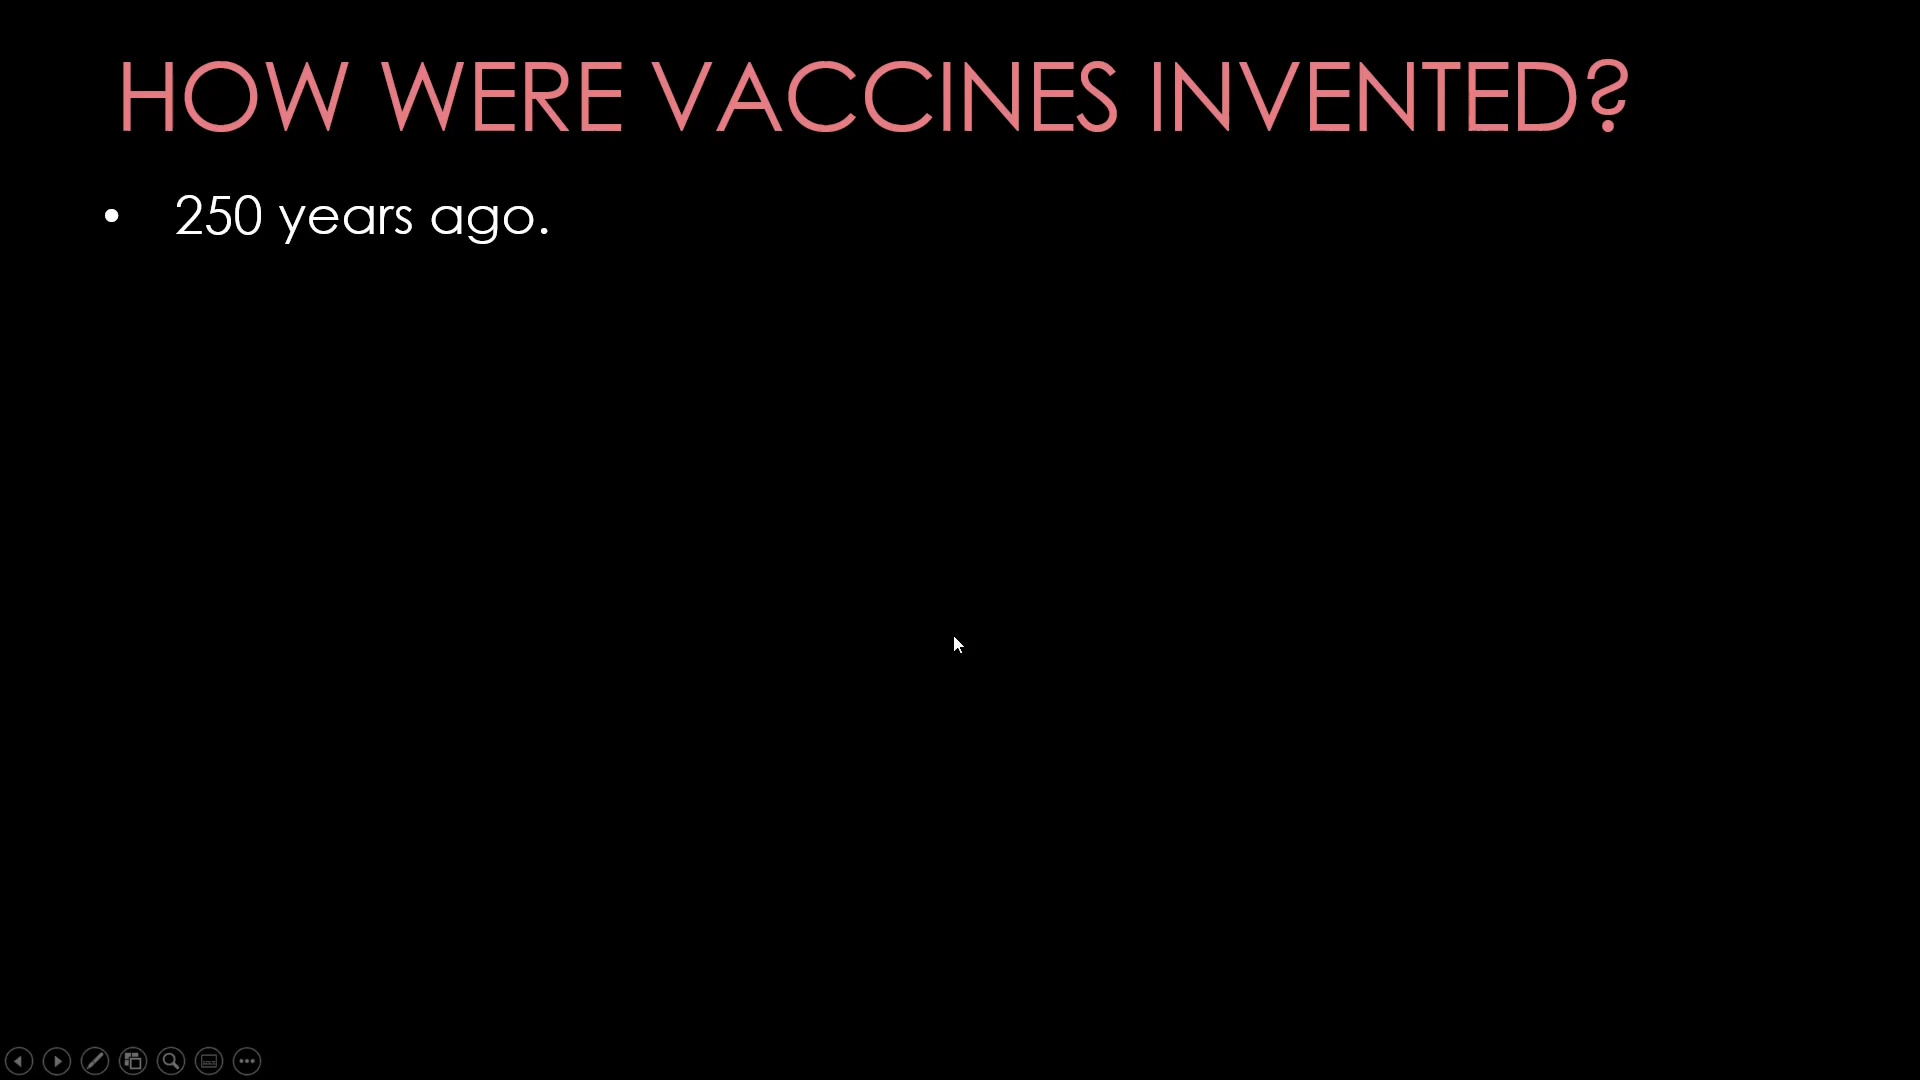 HOW WERE VACCINES INVENTED?
• 250 years ago.